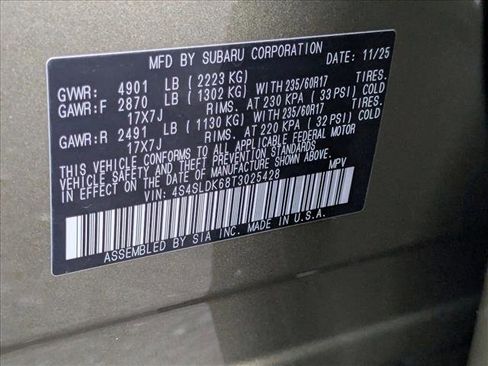 MFD BY SUBARU CORPORATION DATE: 11/25
GVWR: 4901 LB ( 2223 KG)
GAWR:F 2870 LB ( 1302 KG) WITH 235/60R17 TIRES.
17X7J RIMS. AT 230 KPA ( 33 PSI) COLD
GAWR:R 2491 LB ( 1130 KG) WITH 235/60R17 TIRES.
17X7J RIMS. AT 220 KPA ( 32 PSI) COLD
THIS VEHICLE CONFORMS TO ALL APPLICABLE FEDERAL MOTOR
VEHICLE SAFETY AND THEFT PREVENTION STANDARDS
IN EFFECT ON THE DATE OF MANUFACTURE SHOWN ABOVE.
VIN: 4S4SLDK68T3025428 MPV
ASSEMBLED BY SIA INC. MADE IN U.S.A.